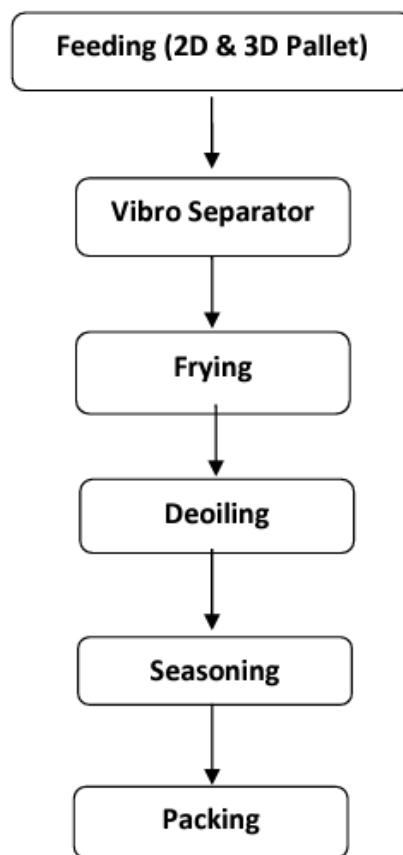 Feeding (2D & 3D Pallet)
Vibro Separator
Frying
Deoiling
Seasoning
Packing